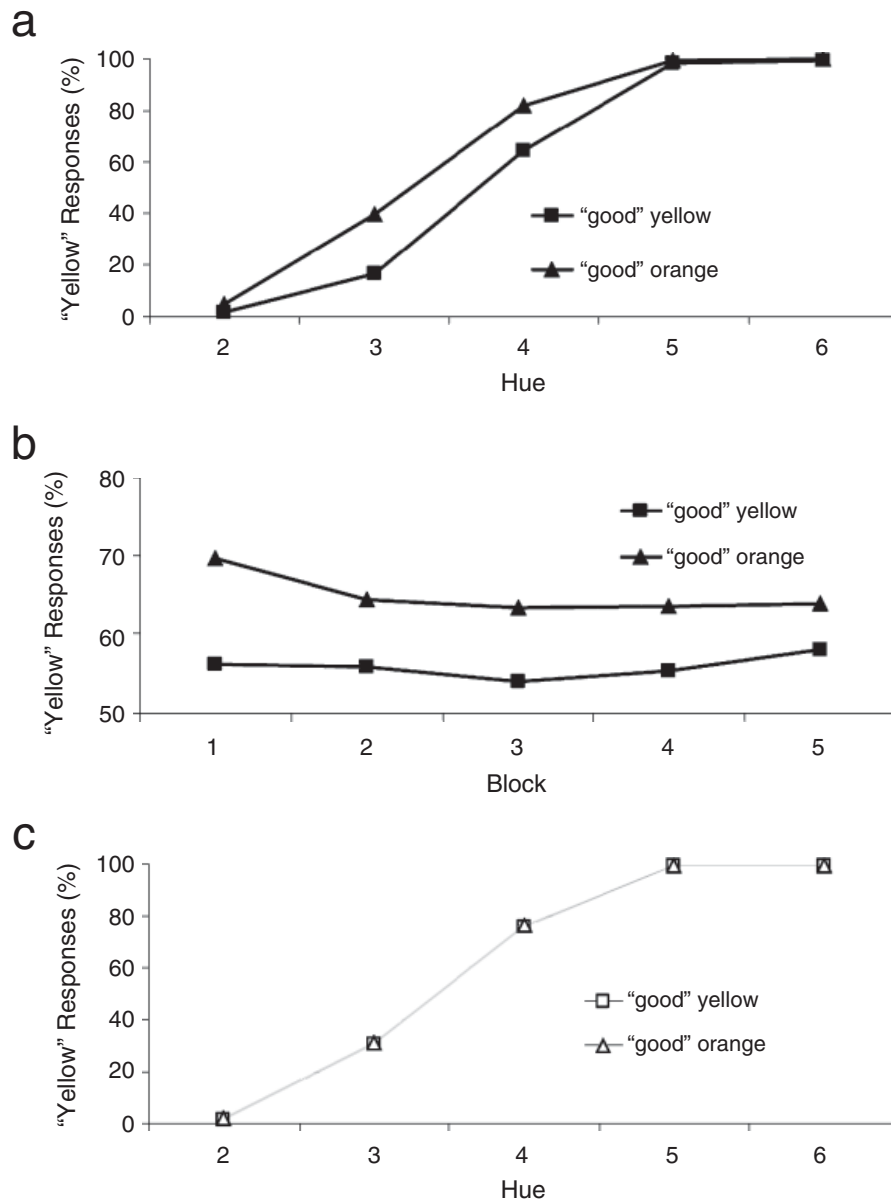 a
"Yellow" Responses (%)
100
80
60
40
20
0
"good" yellow
"good" orange
2 3 4 5 6
Hue
b
"Yellow" Responses (%)
80
70
60
50
"good" yellow
"good" orange
1 2 3 4 5
Block
c
"Yellow" Responses (%)
100
80
60
40
20
0
"good" yellow
"good" orange
2 3 4 5 6
Hue